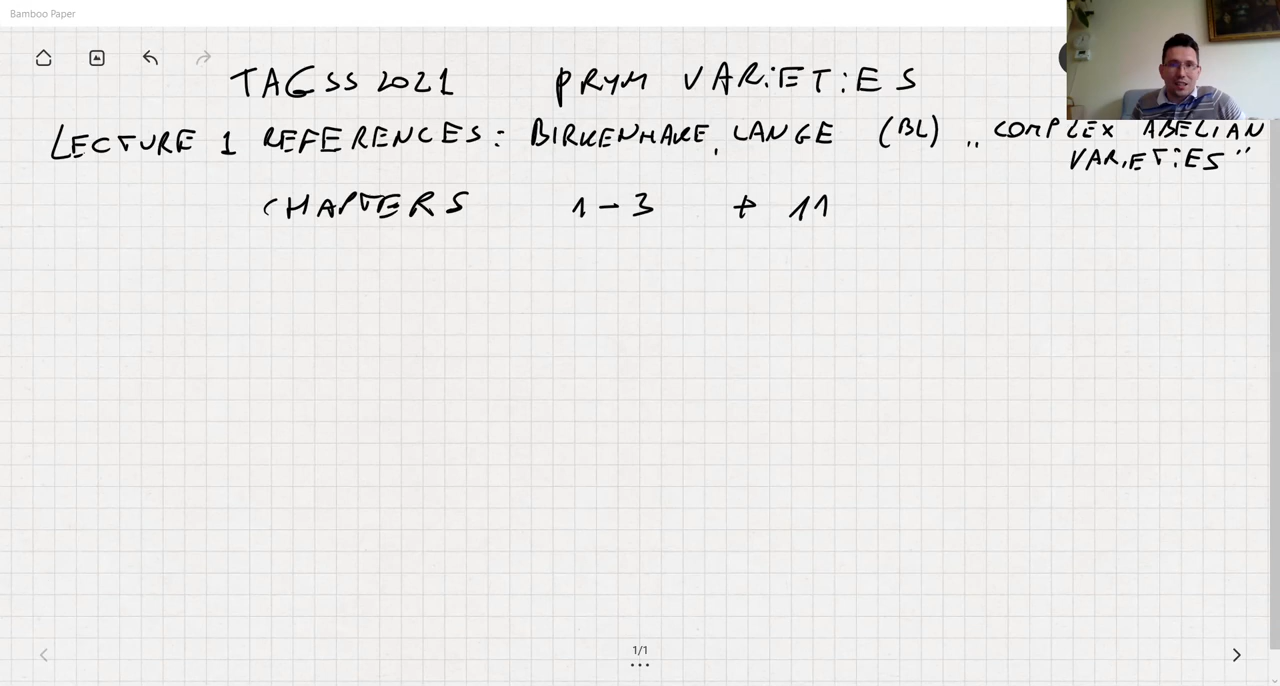 Bamboo Paper
TAGSS 2021 PRYM VARIETIES
LECTURE 1 REFERENCES: BIRKENHAKE, LANGE (BL) ,, COMPLEX ABELIAN
VARIETIES"
CHAPTERS 1-3 + 11
1/1